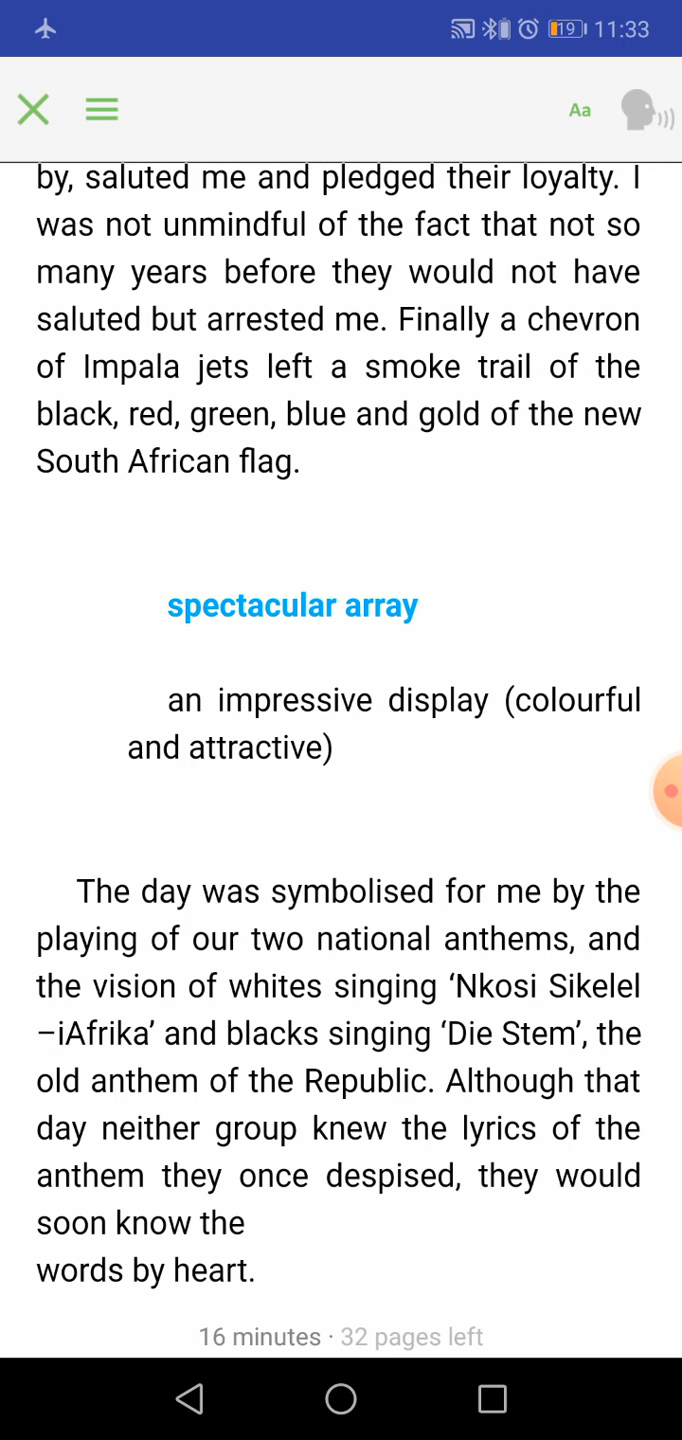 19 11:33
Aa
by, saluted me and pledged their loyalty. I
was not unmindful of the fact that not so
many years before they would not have
saluted but arrested me. Finally a chevron
of Impala jets left a smoke trail of the
black, red, green, blue and gold of the new
South African flag.
spectacular array
an impressive display (colourful
and attractive)
The day was symbolised for me by the
playing of our two national anthems, and
the vision of whites singing ‘Nkosi Sikelel
–iAfrika’ and blacks singing ‘Die Stem’, the
old anthem of the Republic. Although that
day neither group knew the lyrics of the
anthem they once despised, they would
soon know the
words by heart.
16 minutes · 32 pages left